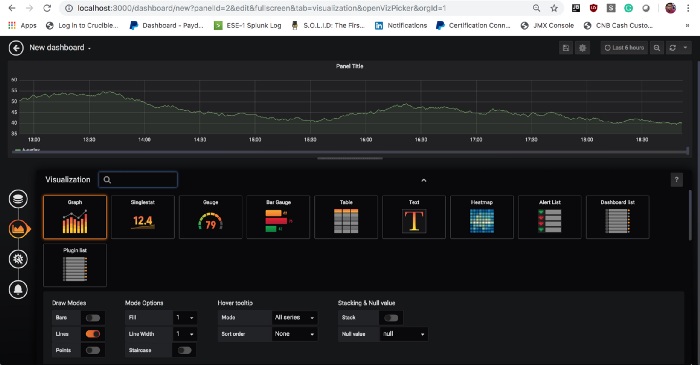 localhost:3000/dashboard/new?panelId=2&edit&fullscreen&tab=visualization&openVizPicker&orgId=1
Log in to Crucible... Dashboard - Payd... ESE-1 Splunk Log S.O.L.I.D: The Firs... Notifications Certification Conn... JMX Console CNB Cash Custo...
New dashboard Last 6 hours
Panel Title
60
55
50
45
40
35
13:00 13:30 14:00 14:30 15:00 15:30 16:00 16:30 17:00 17:30 18:00 18:30
A-series
Visualization ?
Graph Singlestat Gauge Bar Gauge Table Text Heatmap Alert List Dashboard list
12.4 79
Plugin list
Draw Modes Mode Options Hover tooltip Stacking & Null value
Bars Fill 1 Mode All series Stack
Lines Line Width 1 Sort order None Null value null
Points Staircase